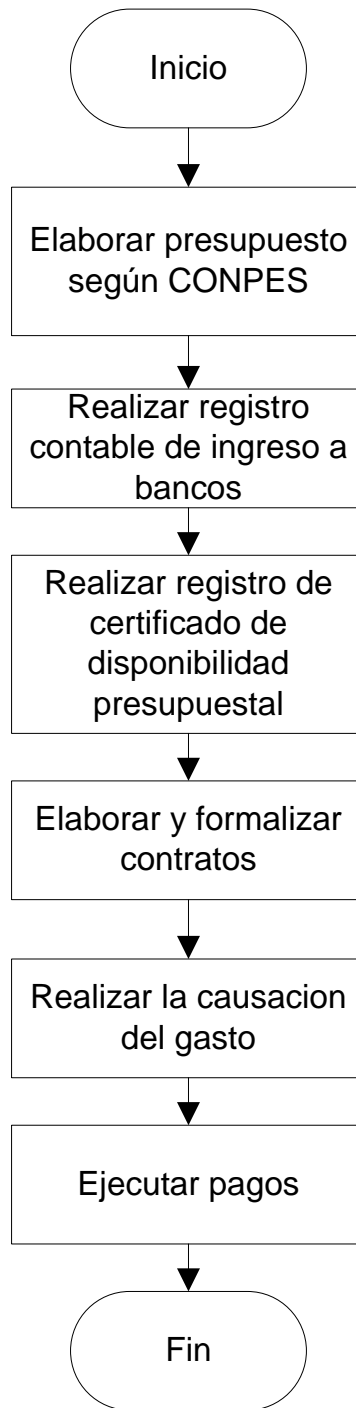 Inicio
Elaborar presupuesto
según CONPES
Realizar registro
contable de ingreso a
bancos
Realizar registro de
certificado de
disponibilidad
presupuestal
Elaborar y formalizar
contratos
Realizar la causacion
del gasto
Ejecutar pagos
Fin